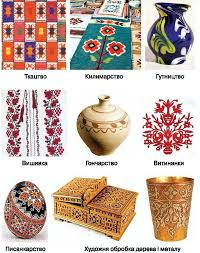 Ткацтво Килимарство Гутництво
Вишивка Гончарство Витинанки
Писанкарство Художня обробка дерева і металу